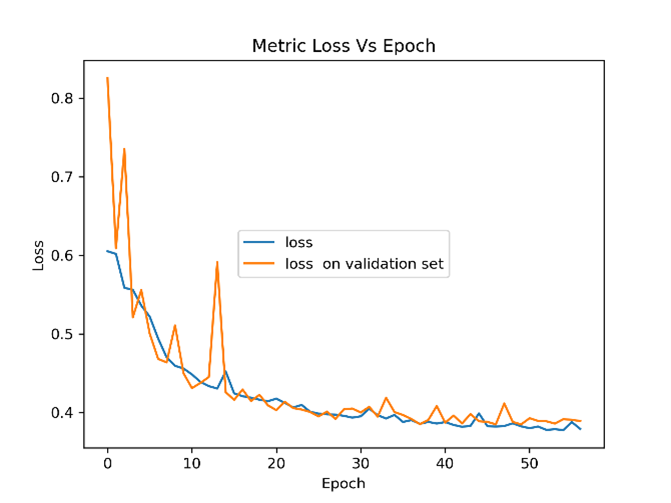 Metric Loss Vs Epoch
0.8
0.7
0.6
0.5
0.4
Loss
loss
loss  on validation set
0 10 20 30 40 50
Epoch